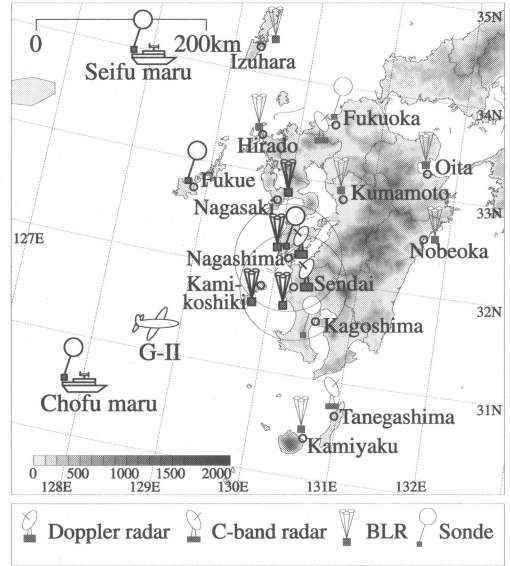 35N
0 200km
Izuhara
Seifu maru
34N
Fukuoka
Hirado
Oita
Fukue
Kumamoto
Nagasaki
33N
127E
Nobeoka
Nagashima
Kami-
koshiki
Sendai
32N
Kagoshima
G-II
Chofu maru
31N
Tanegashima
Kamiyaku
0 500 1000 1500 2000
128E 129E 130E 131E 132E
Doppler radar C-band radar BLR Sonde